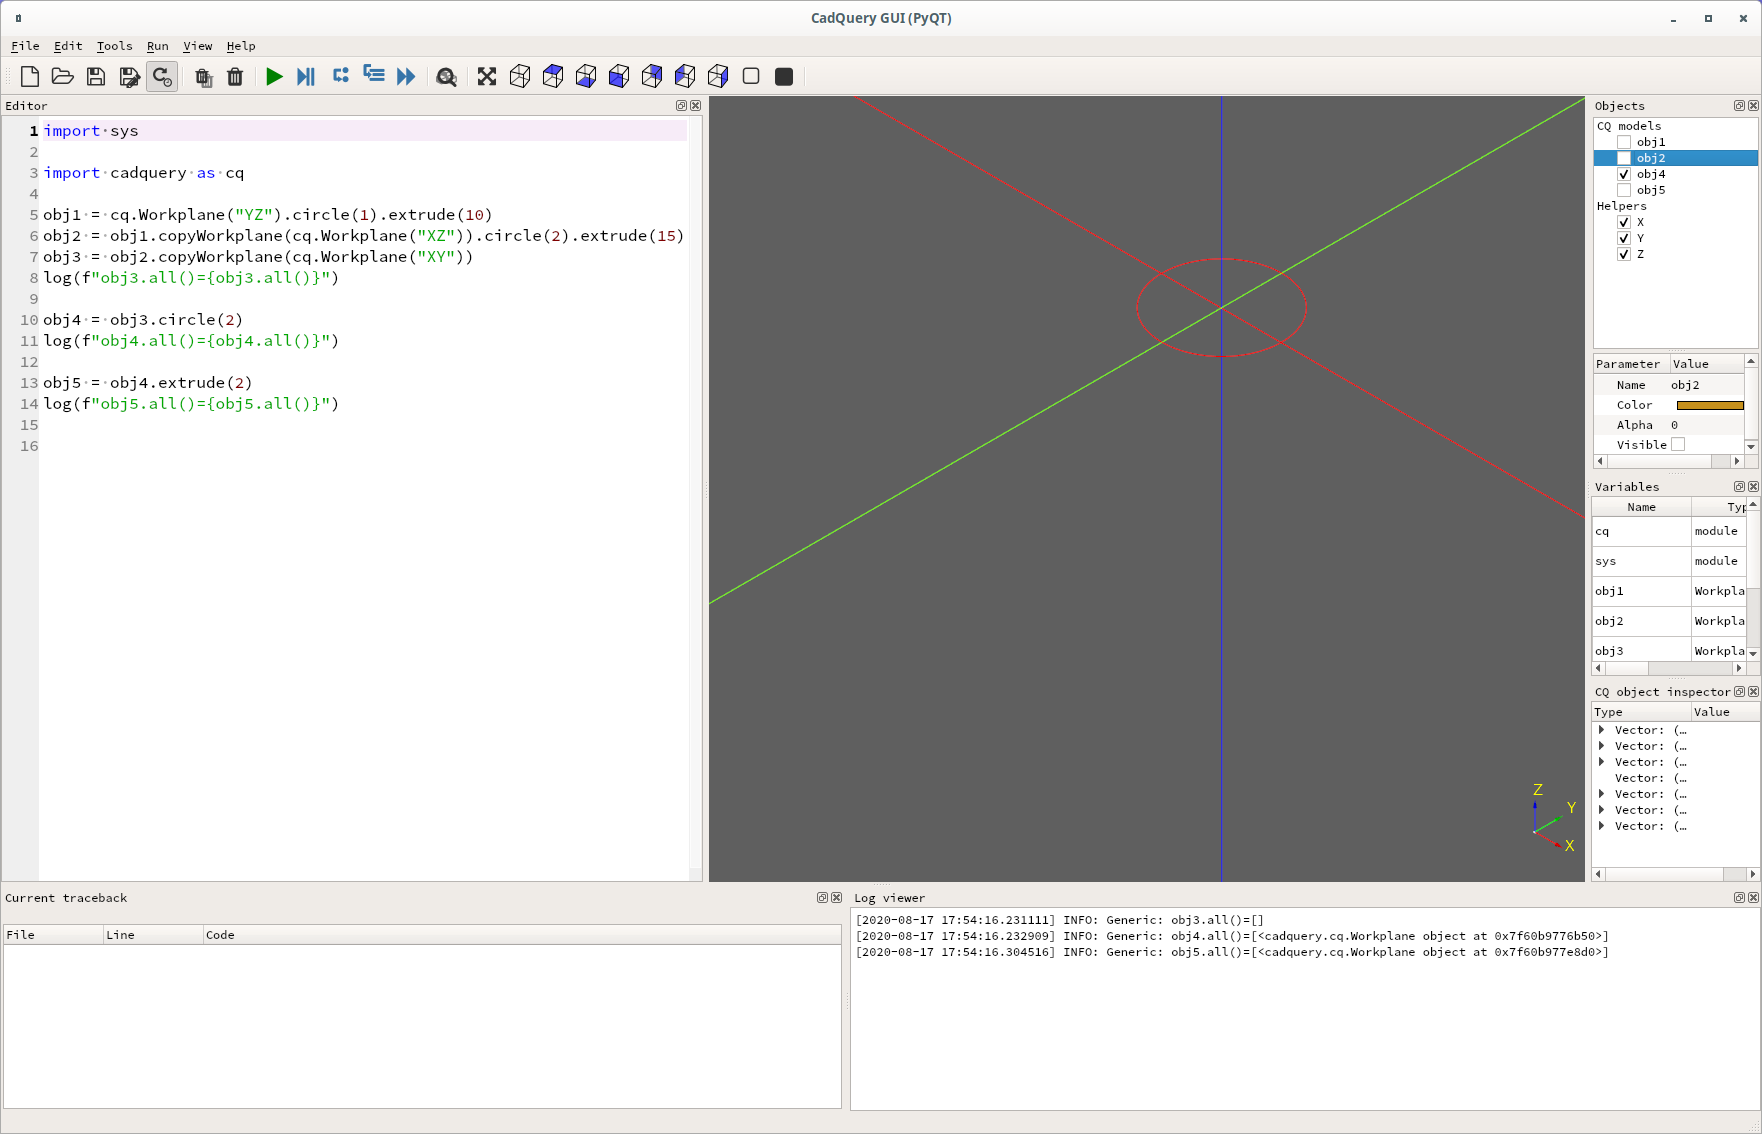 CadQuery GUI (PyQT)
File Edit Tools Run View Help
Editor
1 import·sys
2
3 import·cadquery·as·cq
4
5 obj1·=·cq.Workplane("YZ").circle(1).extrude(10)
6 obj2·=·obj1.copyWorkplane(cq.Workplane("XZ")).circle(2).extrude(15)
7 obj3·=·obj2.copyWorkplane(cq.Workplane("XY"))
8 log(f"obj3.all()={obj3.all()}")
9
10 obj4·=·obj3.circle(2)
11 log(f"obj4.all()={obj4.all()}")
12
13 obj5·=·obj4.extrude(2)
14 log(f"obj5.all()={obj5.all()}")
15
16
Z
Y
X
Objects
CQ models
obj1
obj2
obj4
obj5
Helpers
X
Y
Z
Parameter Value
Name obj2
Color
Alpha 0
Visible
Variables
Name Typ
cq module
sys module
obj1 Workpla
obj2 Workpla
obj3 Workpla
CQ object inspector
Type Value
Vector: (…
Vector: (…
Vector: (…
Vector: (…
Vector: (…
Vector: (…
Vector: (…
Current traceback
File Line Code
Log viewer
[2020-08-17 17:54:16.231111] INFO: Generic: obj3.all()=[]
[2020-08-17 17:54:16.232909] INFO: Generic: obj4.all()=[<cadquery.cq.Workplane object at 0x7f60b9776b50>]
[2020-08-17 17:54:16.304516] INFO: Generic: obj5.all()=[<cadquery.cq.Workplane object at 0x7f60b977e8d0>]